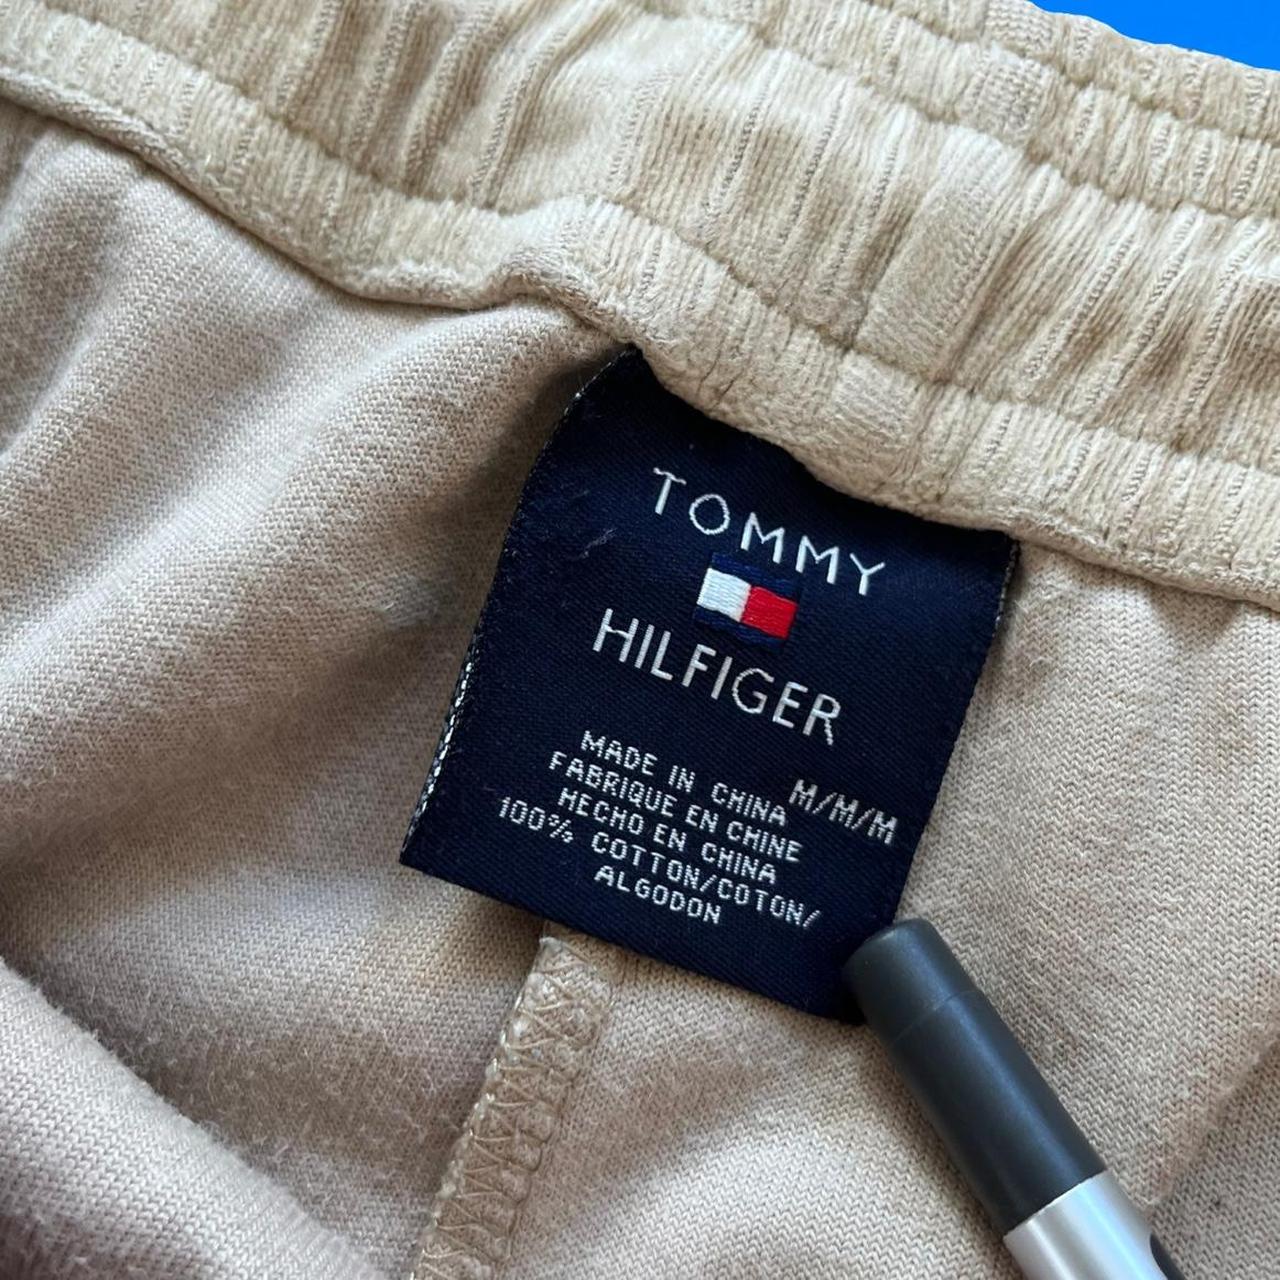 TOMMY
HILFIGER
MADE IN CHINA
FABRIQUE EN CHINE
HECHO EN CHINA
100% COTTON/COTON/
ALGODON
M/M/M